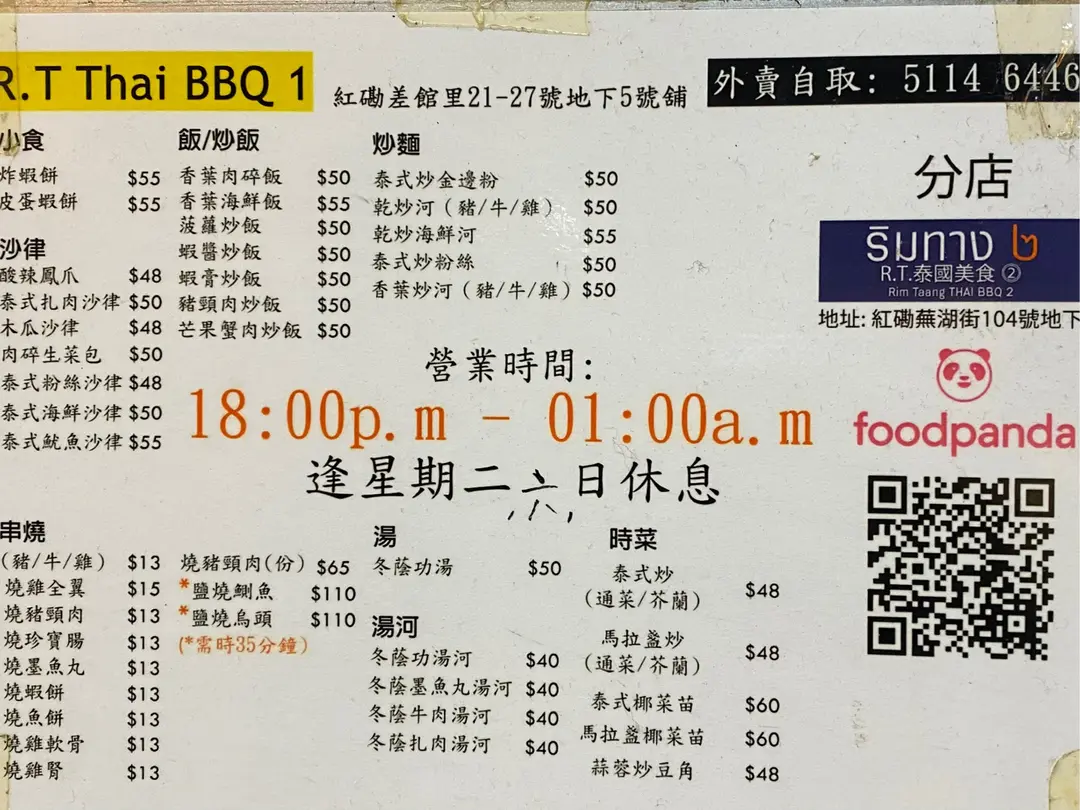 R.T Thai BBQ 1
紅磡差館里21-27號地下5號舖
外賣自取: 5114 6446
小食
炸蝦餅 $55
皮蛋蝦餅 $55
沙律
酸辣鳳爪 $48
泰式扎肉沙律 $50
木瓜沙律 $48
肉碎生菜包 $50
泰式粉絲沙律 $48
泰式海鮮沙律 $50
泰式魷魚沙律 $55
飯/炒飯
香葉肉碎飯 $50
香葉海鮮飯 $55
菠蘿炒飯 $50
蝦醬炒飯 $50
蝦膏炒飯 $50
豬頸肉炒飯 $50
芒果蟹肉炒飯 $50
炒麵
泰式炒金邊粉 $50
乾炒河（豬/牛/雞） $50
乾炒海鮮河 $55
泰式炒粉絲 $50
香葉炒河（豬/牛/雞） $50
分店
ริมทาง ๒
R.T.泰國美食②
Rim Taang THAI BBQ 2
地址: 紅磡蕪湖街104號地下
foodpanda
營業時間:
18:00p.m - 01:00a.m
逢星期二六日休息
串燒
(豬/牛/雞) $13
燒雞全翼 $15
燒豬頸肉 $13
燒珍寶腸 $13
燒墨魚丸 $13
燒蝦餅 $13
燒魚餅 $13
燒雞軟骨 $13
燒雞腎 $13
燒豬頸肉(份) $65
*鹽燒鯽魚 $110
*鹽燒烏頭 $110
(*需時35分鐘)
湯
冬蔭功湯 $50
湯河
冬蔭功湯河 $40
冬蔭墨魚丸湯河 $40
冬蔭牛肉湯河 $40
冬蔭扎肉湯河 $40
時菜
泰式炒
(通菜/芥蘭) $48
馬拉盞炒
(通菜/芥蘭) $48
泰式椰菜苗 $60
馬拉盞椰菜苗 $60
蒜蓉炒豆角 $48